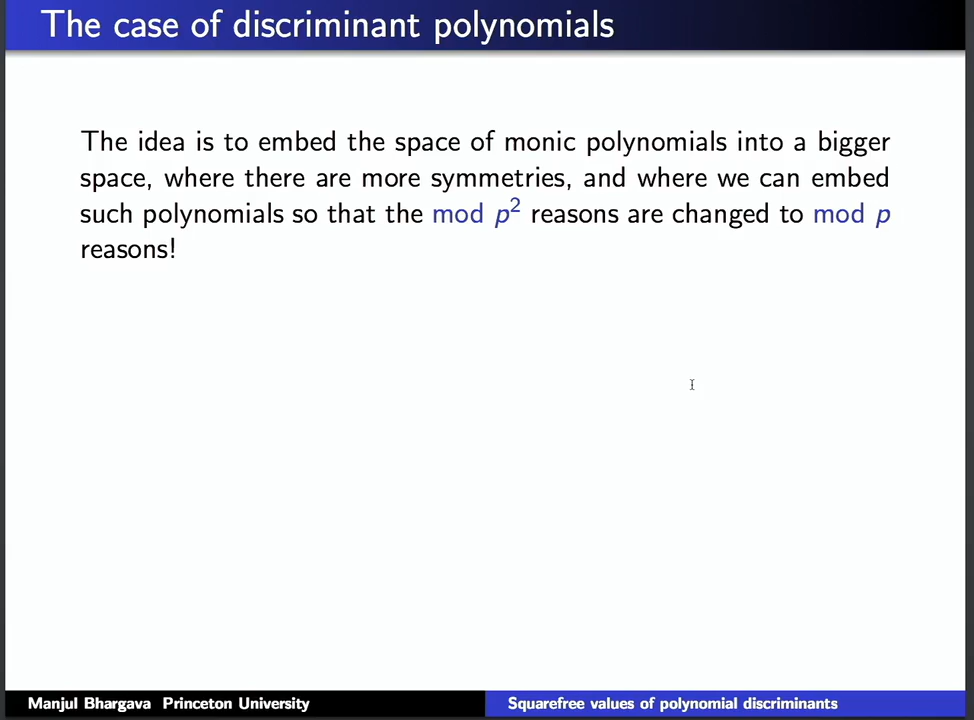 The case of discriminant polynomials
The idea is to embed the space of monic polynomials into a bigger
space, where there are more symmetries, and where we can embed
such polynomials so that the mod p² reasons are changed to mod p
reasons!
Manjul Bhargava Princeton University
Squarefree values of polynomial discriminants